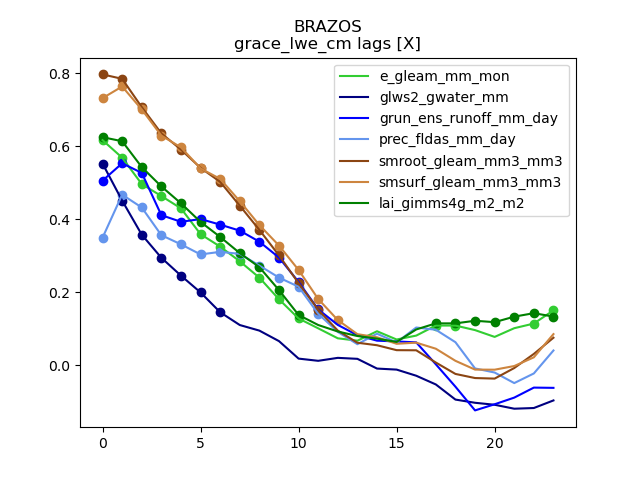 BRAZOS
grace_lwe_cm lags [X]
0.8
0.6
0.4
0.2
0.0
e_gleam_mm_mon
glws2_gwater_mm
grun_ens_runoff_mm_day
prec_fldas_mm_day
smroot_gleam_mm3_mm3
smsurf_gleam_mm3_mm3
lai_gimms4g_m2_m2
0 5 10 15 20